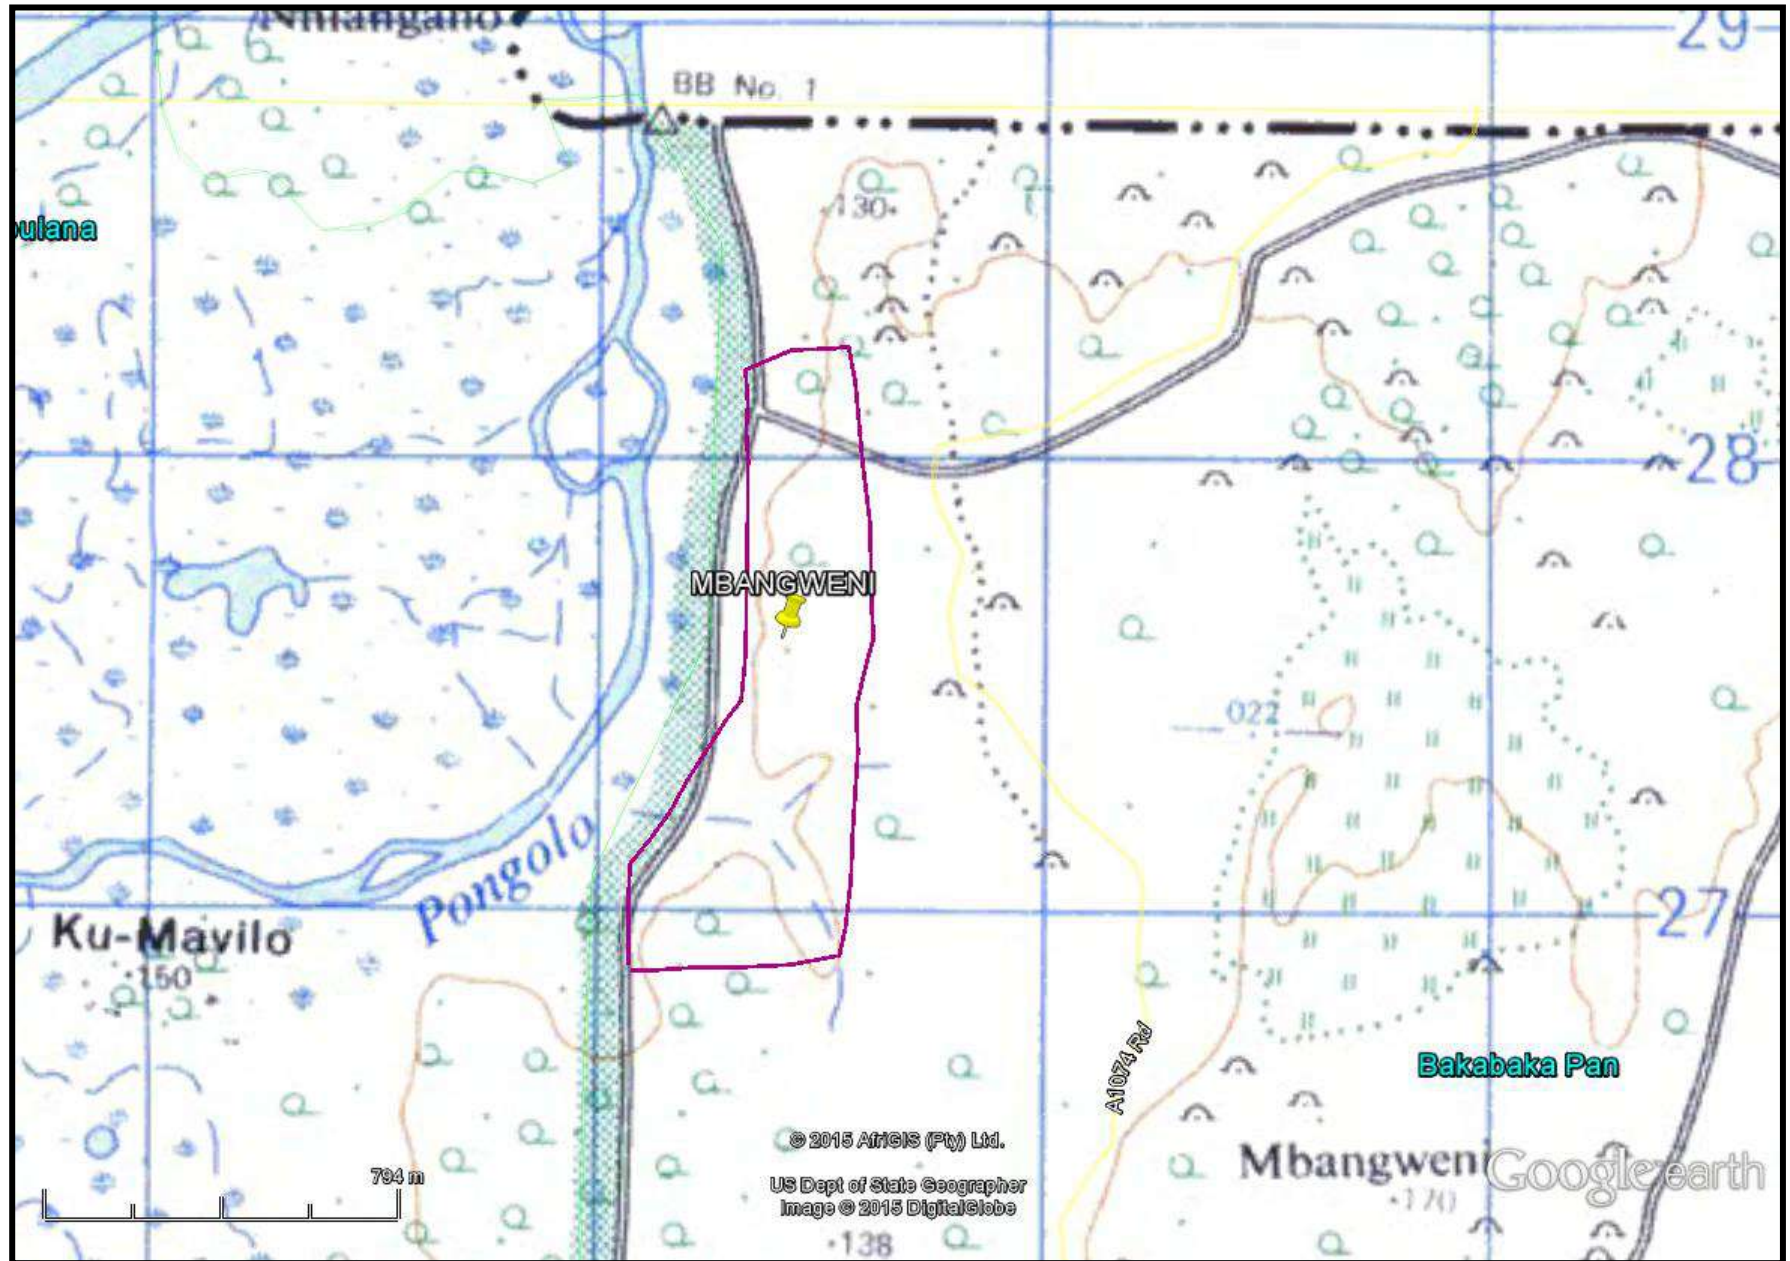 29
BB No. 1
130
28
MBANGWENI
022
Pongolo
27
Ku-Mavilo
150
A1074 Rd
Bakabaka Pan
© 2015 AfriGIS (Pty) Ltd.
Mbangweni
Google earth
794 m
US Dept of State Geographer
Image © 2015 DigitalGlobe
170
138